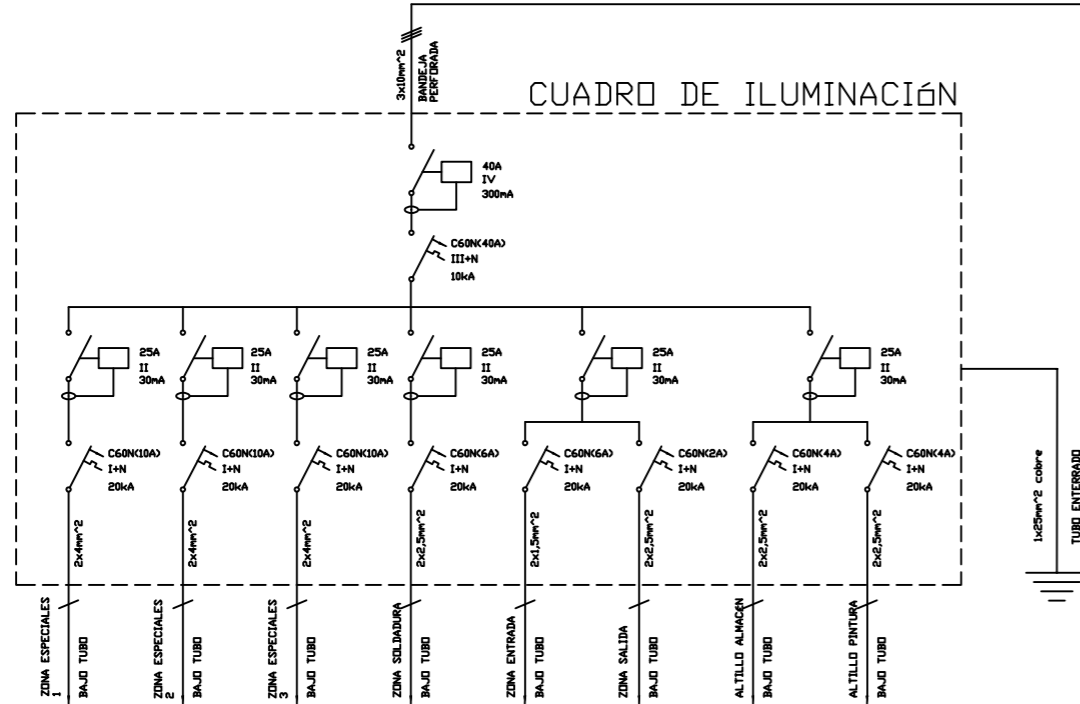 3x10mm^2
BANDEJA
PERFORADA
CUADRO DE ILUMINACIóN
40A
IV
300mA
C60N(40A)
III+N
10kA
25A
II
30mA
25A
II
30mA
25A
II
30mA
25A
II
30mA
25A
II
30mA
25A
II
30mA
C60N(10A)
I+N
20kA
C60N(10A)
I+N
20kA
C60N(10A)
I+N
20kA
C60N(6A)
I+N
20kA
C60N(6A)
I+N
20kA
C60N(2A)
I+N
20kA
C60N(4A)
I+N
20kA
C60N(4A)
I+N
20kA
2x4mm^2
2x4mm^2
2x4mm^2
2x2,5mm^2
2x1,5mm^2
2x2,5mm^2
2x2,5mm^2
2x2,5mm^2
1x25mm^2 cobre
TUBO ENTERRADO
ZONA ESPECIALES
1
BAJO TUBO
ZONA ESPECIALES
2
BAJO TUBO
ZONA ESPECIALES
3
BAJO TUBO
ZONA SOLDADURA
BAJO TUBO
ZONA ENTRADA
BAJO TUBO
ZONA SALIDA
BAJO TUBO
ALTILLO ALMACéN
BAJO TUBO
ALTILLO PINTURA
BAJO TUBO